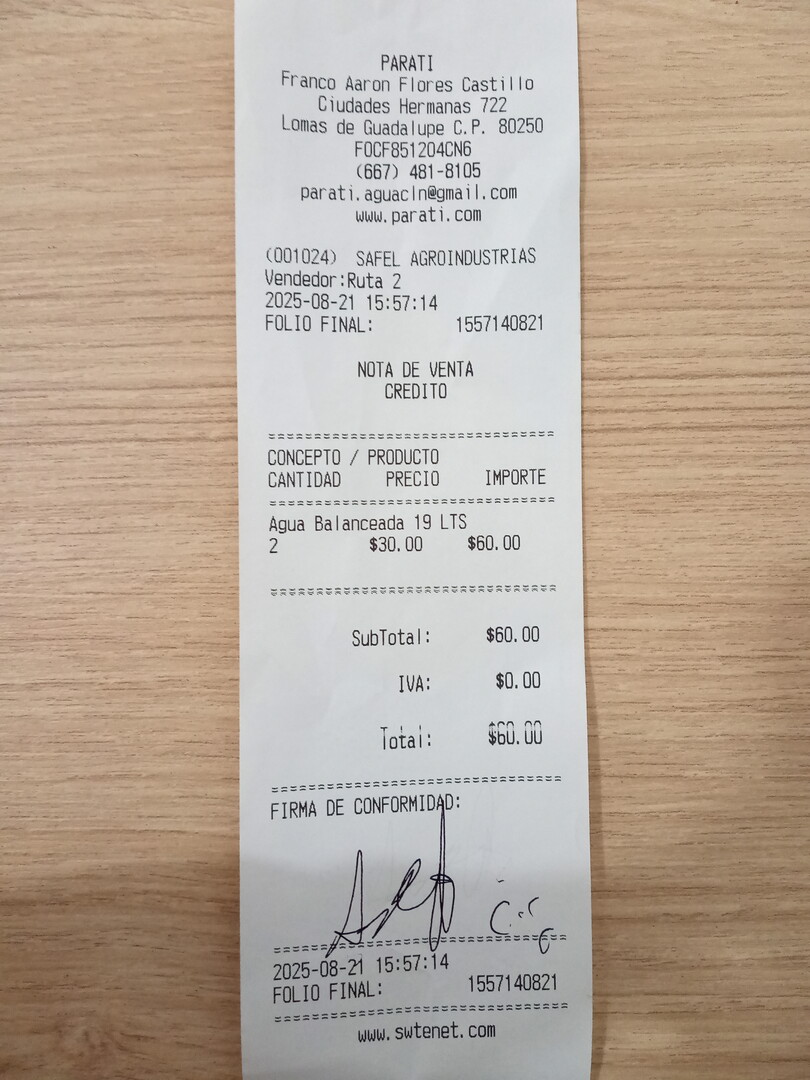 PARATI
Franco Aaron Flores Castillo
Ciudades Hermanas 722
Lomas de Guadalupe C.P. 80250
FOCF851204CN6
(667) 481-8105
parati.aguacln@gmail.com
www.parati.com
(001024) SAFEL AGROINDUSTRIAS
Vendedor:Ruta 2
2025-08-21 15:57:14
FOLIO FINAL: 1557140821
NOTA DE VENTA
CREDITO
CONCEPTO / PRODUCTO
CANTIDAD PRECIO IMPORTE
Agua Balanceada 19 LTS
2 $30.00 $60.00
SubTotal: $60.00
IVA: $0.00
Total: $60.00
FIRMA DE CONFORMIDAD:
2025-08-21 15:57:14
FOLIO FINAL: 1557140821
www.swtenet.com